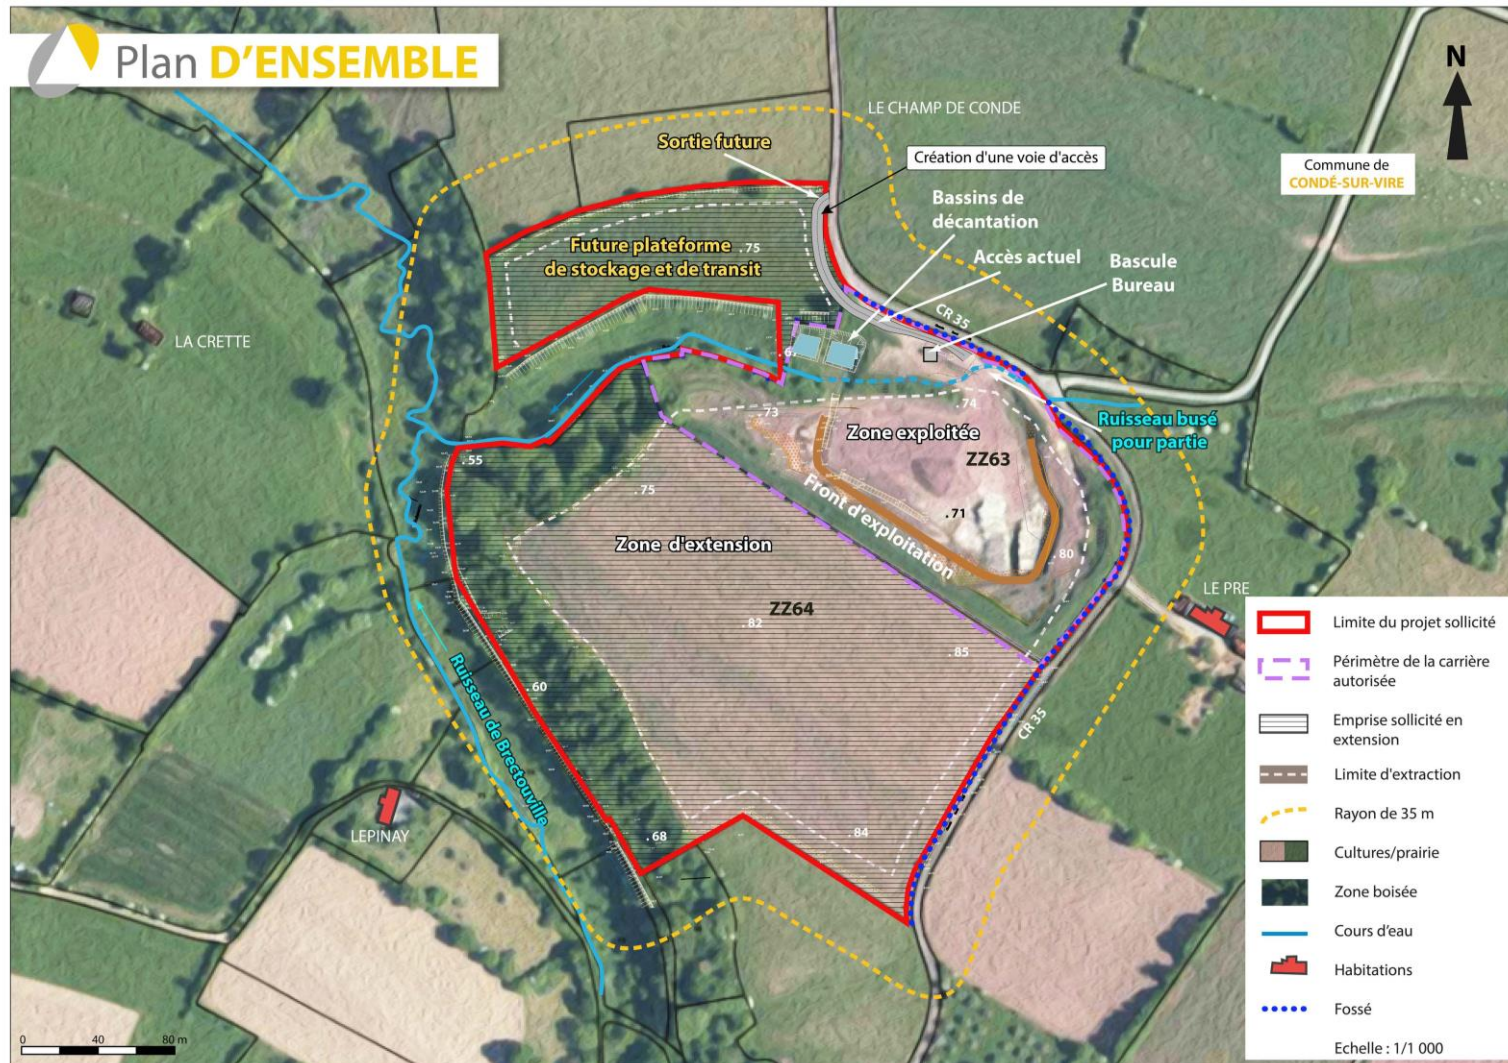 Plan D'ENSEMBLE
N
LE CHAMP DE CONDE
Sortie future
Création d'une voie d'accès
Commune de
CONDÉ-SUR-VIRE
Bassins de
décantation
Future plateforme
de stockage et de transit
. 75
Accès actuel
Bascule
Bureau
CR 35
LA CRETTE
. 73
. 74
Ruisseau busé
pour partie
Zone exploitée
ZZ63
. 55
. 75
Front d'exploitation
. 71
. 80
Zone d'extension
LE PRE
ZZ64
. 82
. 85
. 60
Ruisseau de Brectouville
CR 35
LEPINAY
. 68
. 84
Limite du projet sollicité
Périmètre de la carrière
autorisée
Emprise sollicité en
extension
Limite d'extraction
Rayon de 35 m
Cultures/prairie
Zone boisée
Cours d'eau
Habitations
Fossé
Echelle : 1/1 000
0 40 80 m